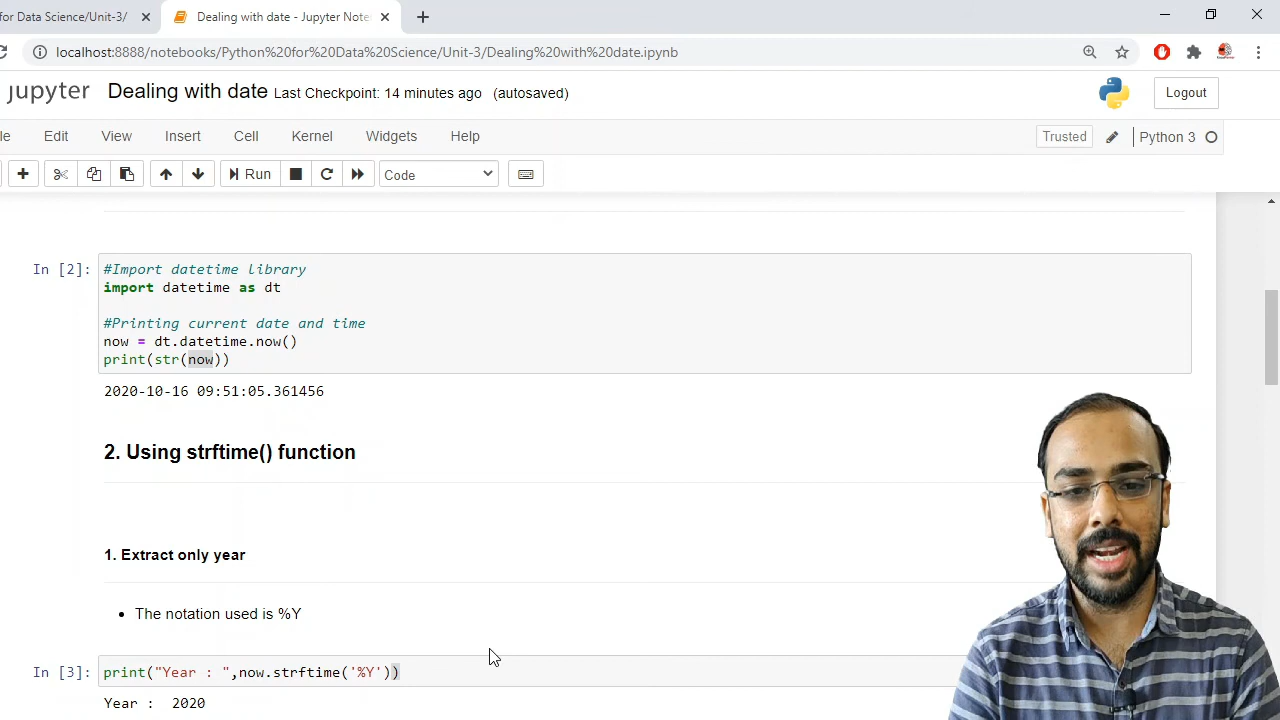 for Data Science/Unit-3/
Dealing with date - Jupyter Note
localhost:8888/notebooks/Python%20for%20Data%20Science/Unit-3/Dealing%20with%20date.ipynb
jupyter Dealing with date Last Checkpoint: 14 minutes ago (autosaved)
Logout
le Edit View Insert Cell Kernel Widgets Help
Trusted Python 3
Run Code
In [2]: #Import datetime library
import datetime as dt
#Printing current date and time
now = dt.datetime.now()
print(str(now))
2020-10-16 09:51:05.361456
2. Using strftime() function
1. Extract only year
• The notation used is %Y
In [3]: print("Year : ",now.strftime('%Y'))
Year :  2020